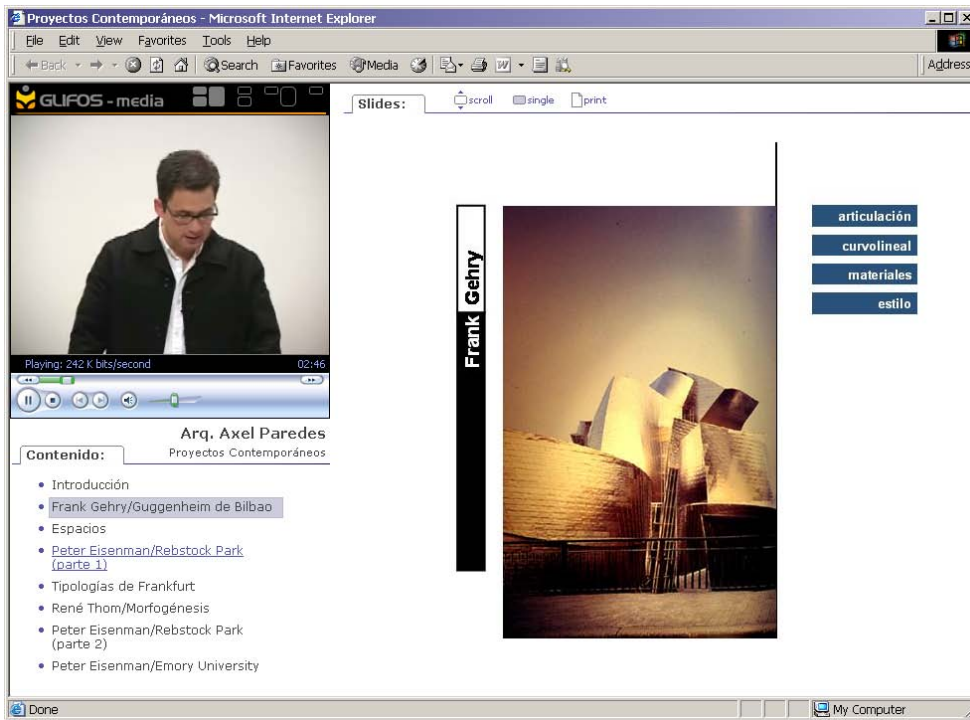 Proyectos Contemporáneos - Microsoft Internet Explorer
File Edit View Favorites Tools Help
Back Search Favorites Media Address
GLIFOS - media
Slides: scroll single print
Frank Gehry
articulación
curvolineal
materiales
estilo
Playing: 242 K bits/second 02:46
Arq. Axel Paredes
Contenido: Proyectos Contemporáneos
Introducción
Frank Gehry/Guggenheim de Bilbao
Espacios
Peter Eisenman/Rebstock Park
(parte 1)
Tipologías de Frankfurt
René Thom/Morfogénesis
Peter Eisenman/Rebstock Park
(parte 2)
Peter Eisenman/Emory University
Done My Computer